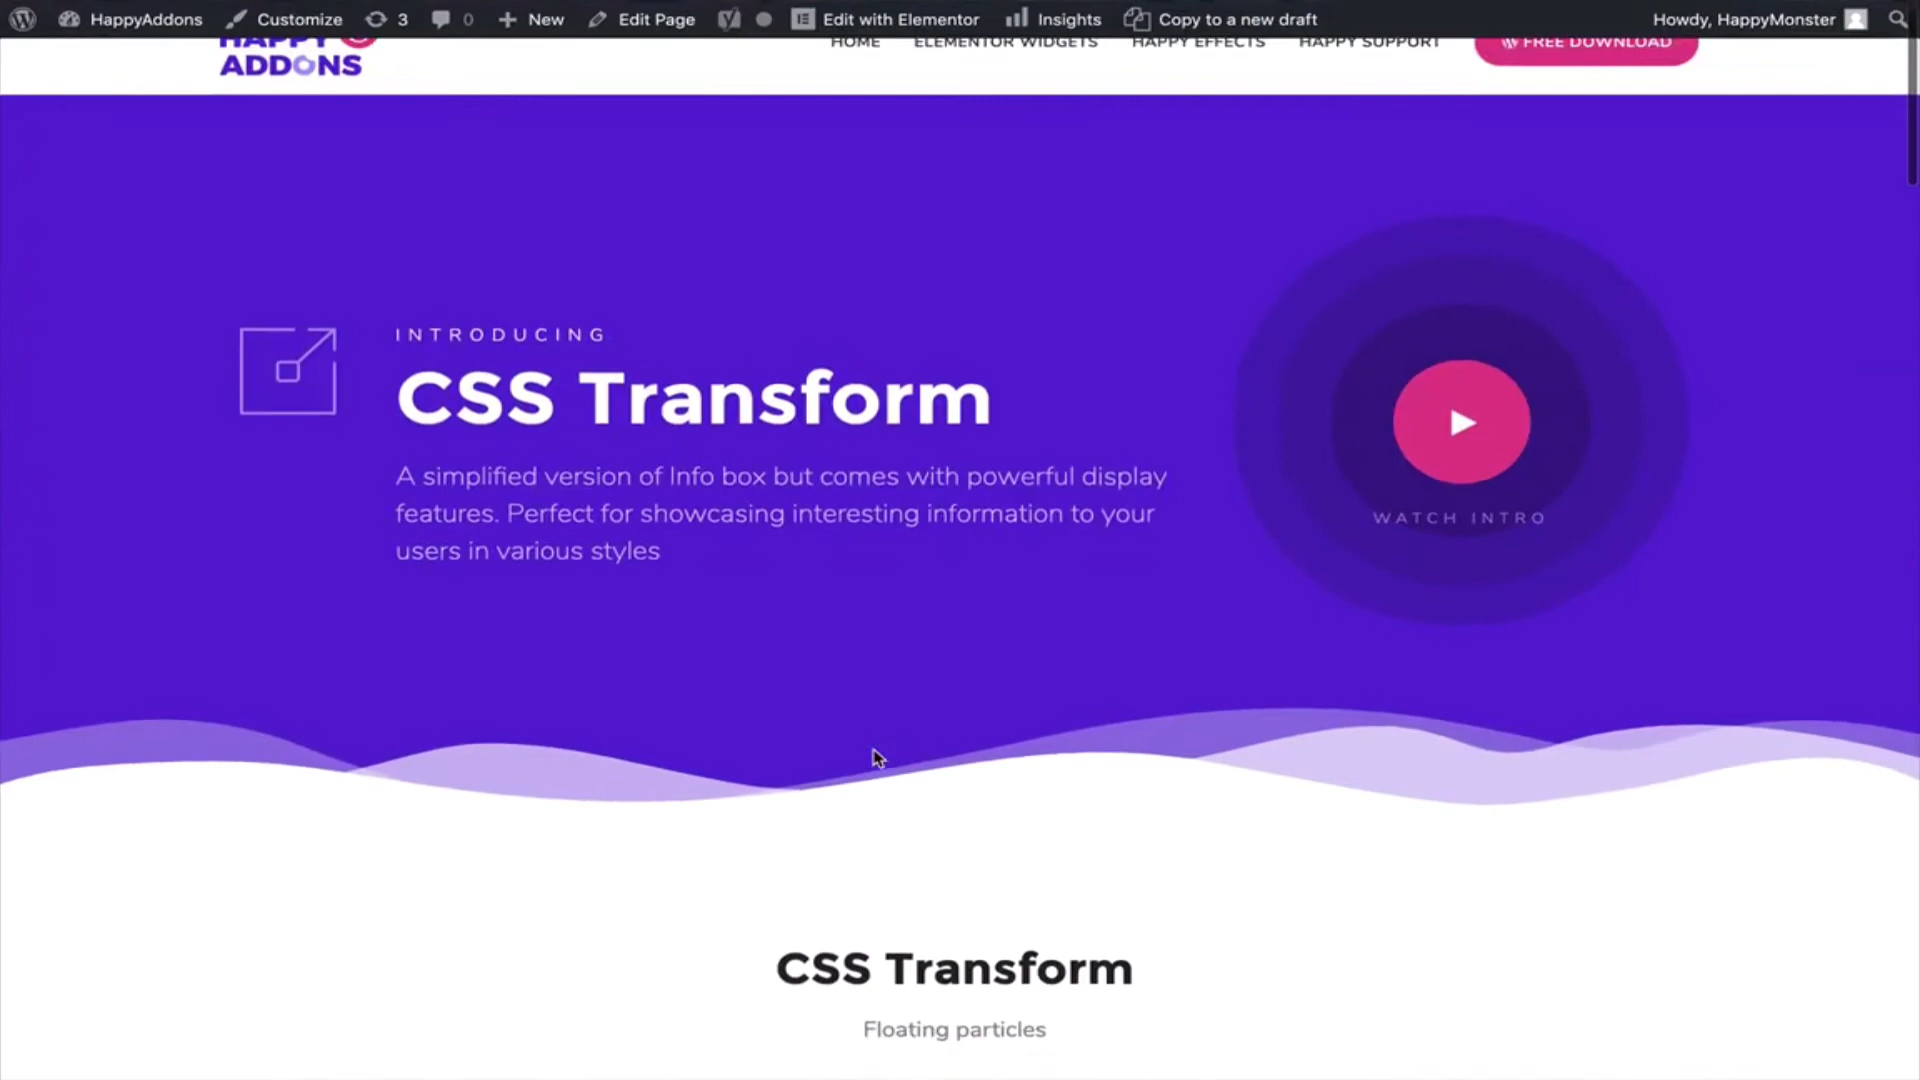 HappyAddons Customize 3 0 New Edit Page Edit with Elementor Insights Copy to a new draft Howdy, HappyMonster
HAPPY
ADDONS
HOME ELEMENTOR WIDGETS HAPPY EFFECTS HAPPY SUPPORT FREE DOWNLOAD
INTRODUCING
CSS Transform
A simplified version of Info box but comes with powerful display
features. Perfect for showcasing interesting information to your
users in various styles
WATCH INTRO
CSS Transform
Floating particles